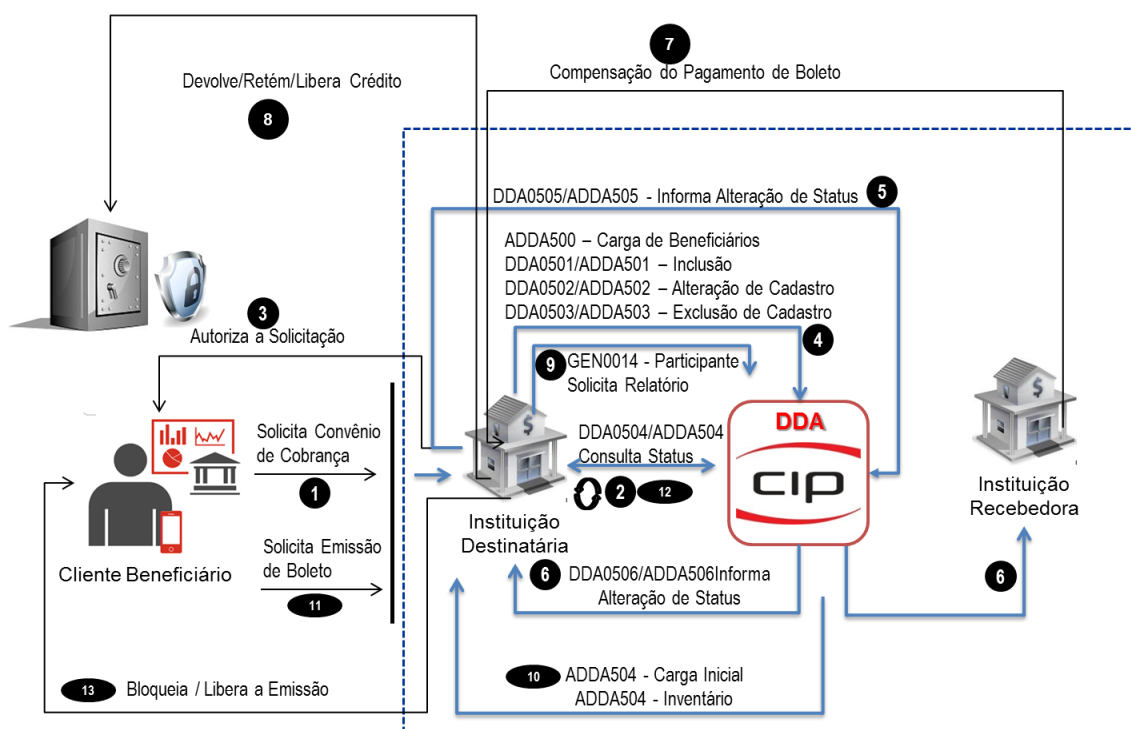 7
Compensação do Pagamento de Boleto
Devolve/Retém/Libera Crédito
8
DDA0505/ADDA505 - Informa Alteração de Status 5
ADDA500 – Carga de Beneficiários
DDA0501/ADDA501 – Inclusão
DDA0502/ADDA502 – Alteração de Cadastro
DDA0503/ADDA503 – Exclusão de Cadastro
3
Autoriza a Solicitação
4
9 GEN0014 - Participante
Solicita Relatório
$
$
DDA
cip
DDA0504/ADDA504
Consulta Status
2 12
Solicita Convênio
de Cobrança
1
Instituição
Destinatária
Instituição
Recebedora
Cliente Beneficiário
Solicita Emissão
de Boleto
11
6 DDA0506/ADDA506Informa
Alteração de Status
6
10 ADDA504 - Carga Inicial
ADDA504 - Inventário
13 Bloqueia / Libera a Emissão